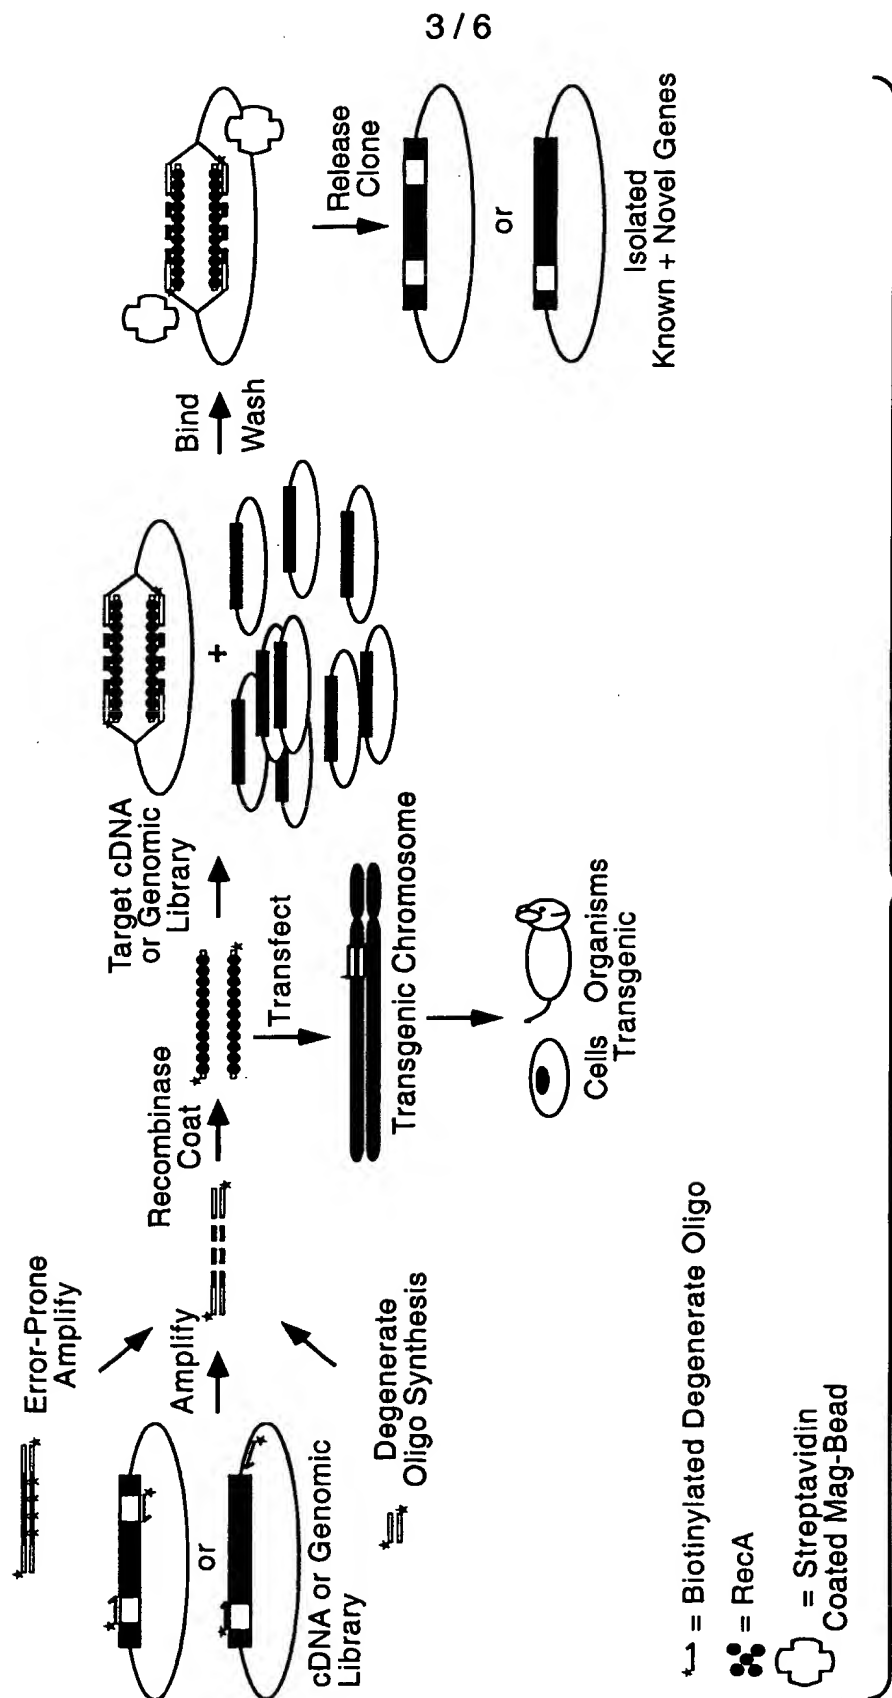 3 / 6
Error-Prone
Amplify
Amplify
or
cDNA or Genomic
Library
Degenerate
Oligo Synthesis
Recombinase
Coat
Transfect
Transgenic Chromosome
Cells Organisms
Transgenic
Target cDNA
or Genomic
Library
+
Bind
Wash
Release
Clone
or
Isolated
Known + Novel Genes
= Biotinylated Degenerate Oligo
= RecA
= Streptavidin
Coated Mag-Bead